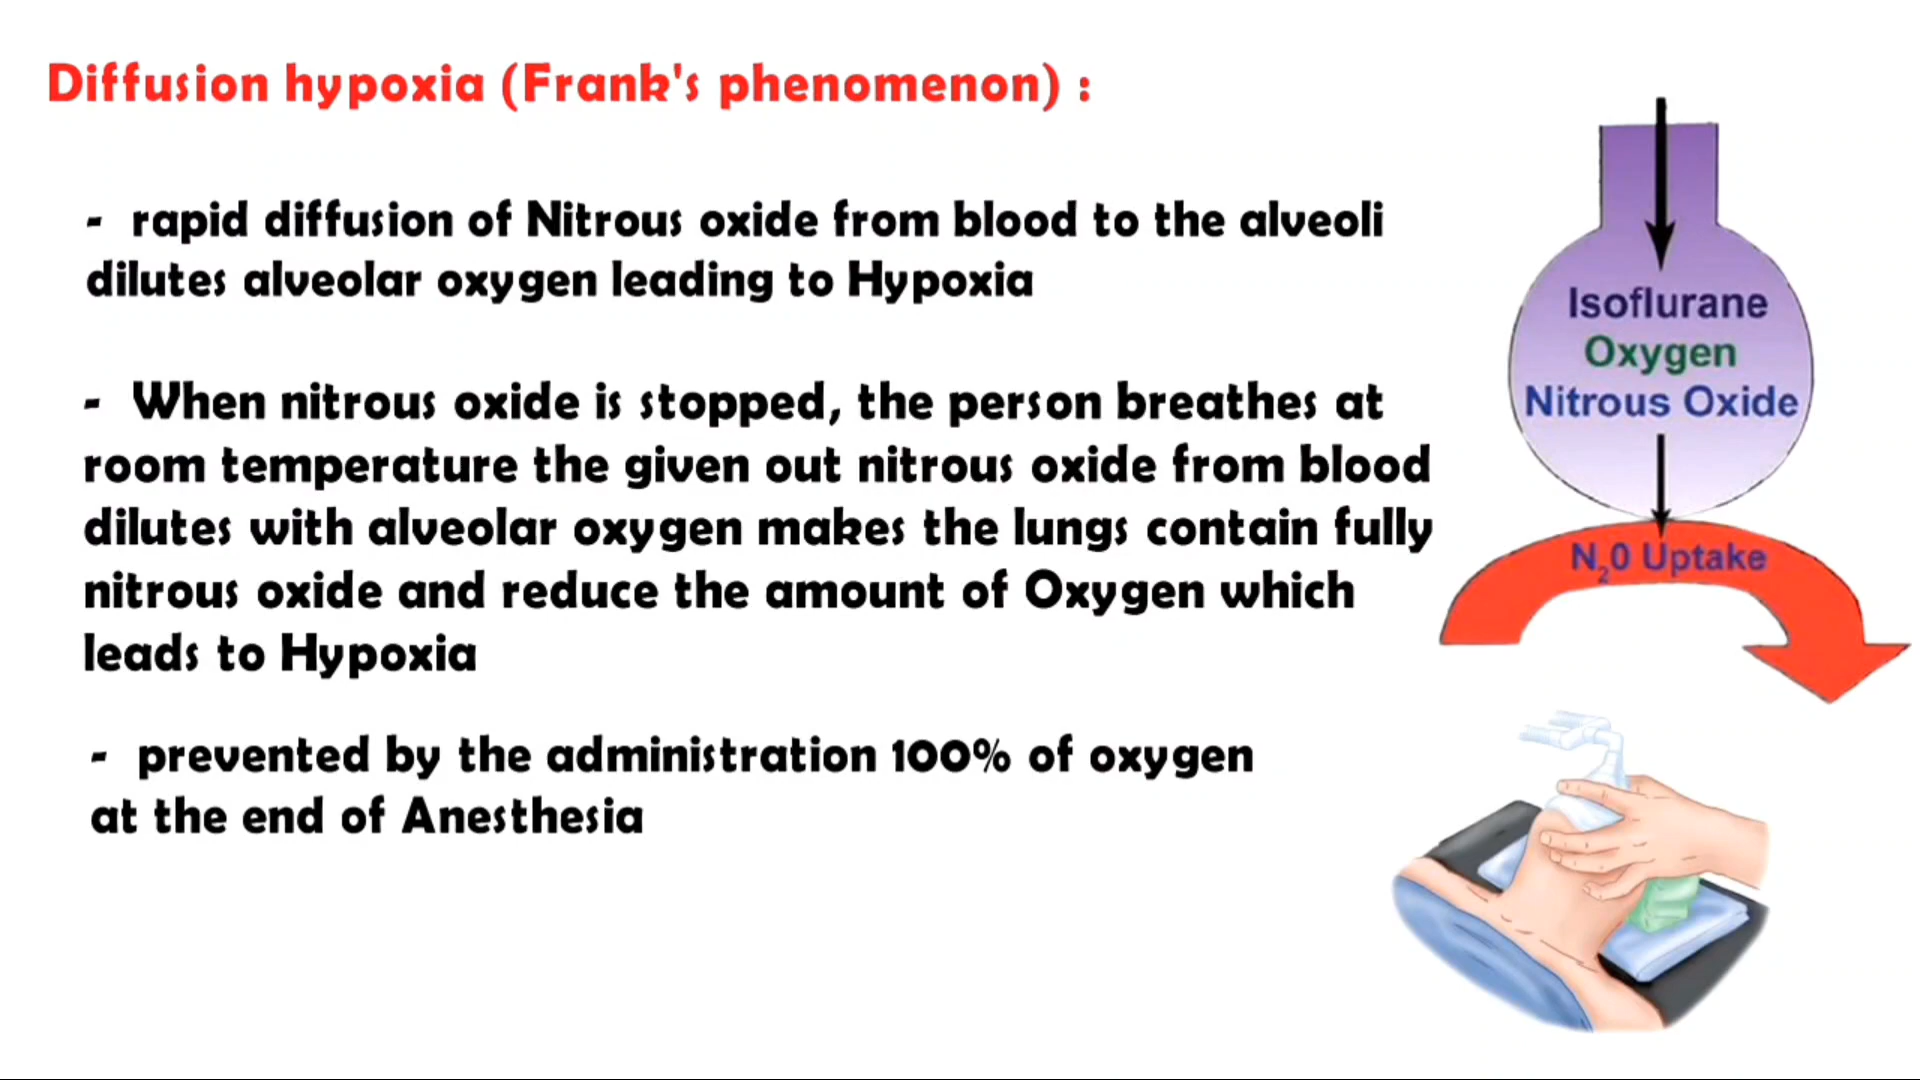 Diffusion hypoxia (Frank's phenomenon) :
- rapid diffusion of Nitrous oxide from blood to the alveoli
dilutes alveolar oxygen leading to Hypoxia
- When nitrous oxide is stopped, the person breathes at
room temperature the given out nitrous oxide from blood
dilutes with alveolar oxygen makes the lungs contain fully
nitrous oxide and reduce the amount of Oxygen which
leads to Hypoxia
- prevented by the administration 100% of oxygen
at the end of Anesthesia
Isoflurane
Oxygen
Nitrous Oxide
N₂0 Uptake